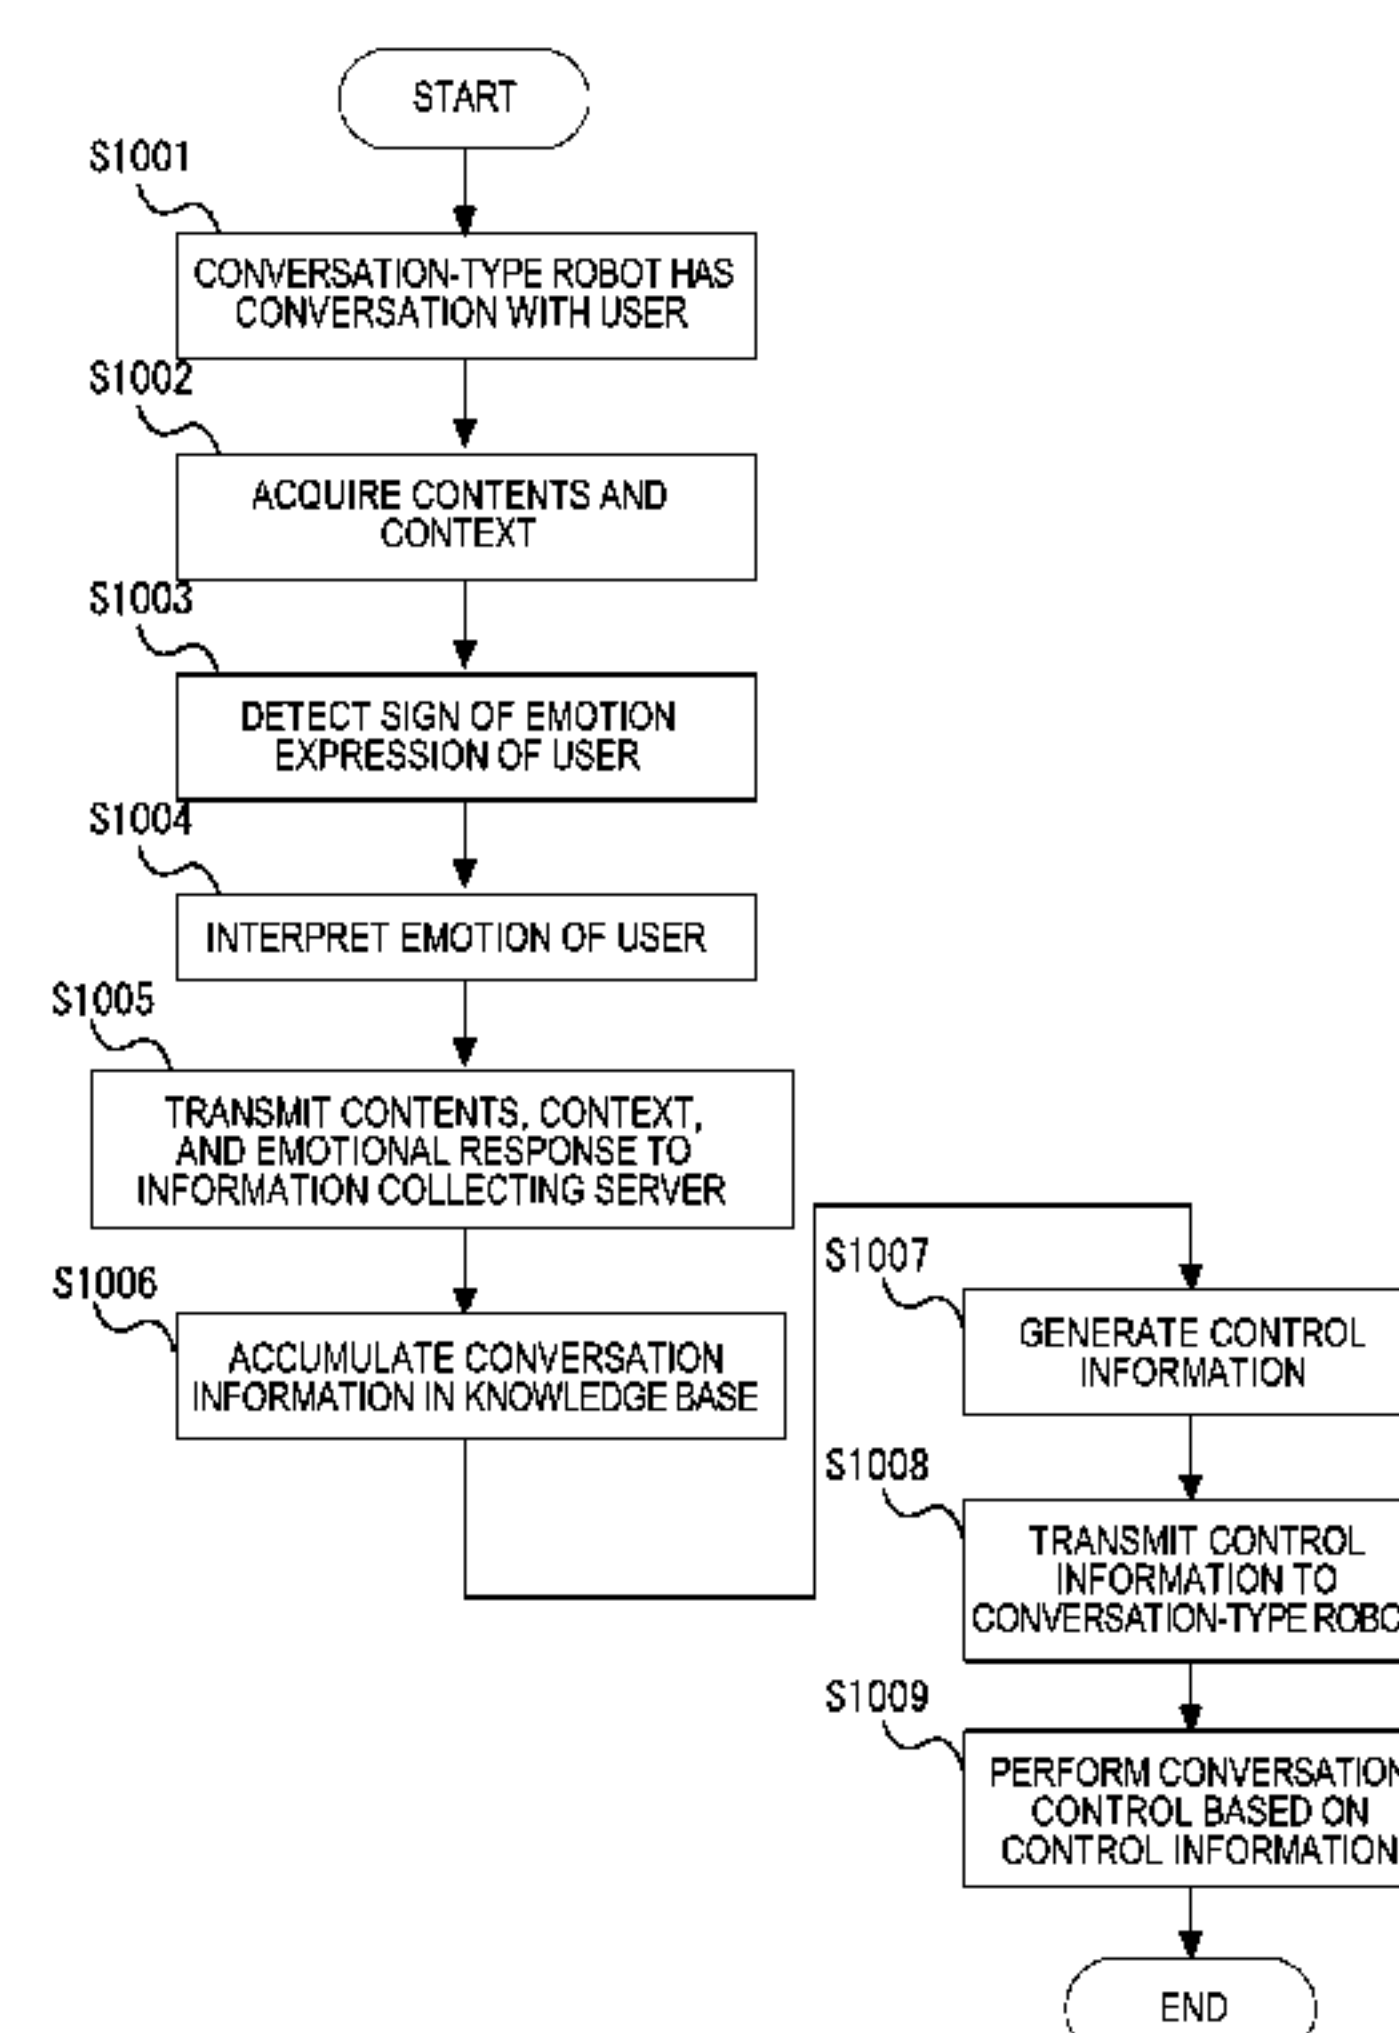 START
S1001
CONVERSATION-TYPE ROBOT HAS
CONVERSATION WITH USER
S1002
ACQUIRE CONTENTS AND
CONTEXT
S1003
DETECT SIGN OF EMOTION
EXPRESSION OF USER
S1004
INTERPRET EMOTION OF USER
S1005
TRANSMIT CONTENTS, CONTEXT,
AND EMOTIONAL RESPONSE TO
INFORMATION COLLECTING SERVER
S1006
ACCUMULATE CONVERSATION
INFORMATION IN KNOWLEDGE BASE
S1007
GENERATE CONTROL
INFORMATION
S1008
TRANSMIT CONTROL
INFORMATION TO
CONVERSATION-TYPE ROBO
S1009
PERFORM CONVERSATION
CONTROL BASED ON
CONTROL INFORMATION
END